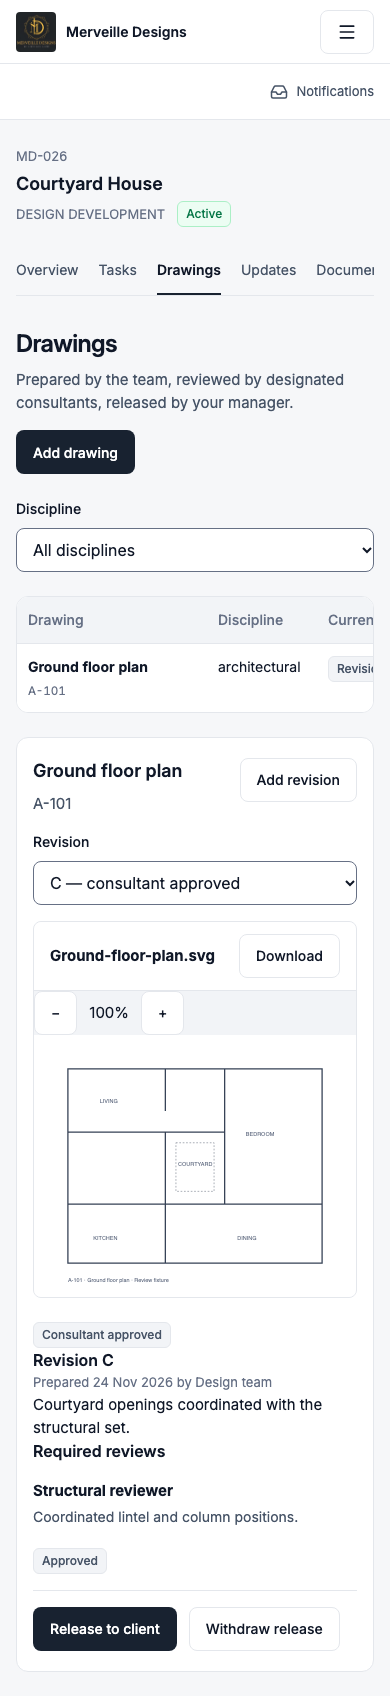 Merveille Designs
Notifications
MD-026
Courtyard House
DESIGN DEVELOPMENT Active
Overview Tasks Drawings Updates Documen
Drawings
Prepared by the team, reviewed by designated
consultants, released by your manager.
Add drawing
Discipline
All disciplines
Drawing Discipline Curren
Ground floor plan architectural Revisio
A-101
Ground floor plan Add revision
A-101
Revision
C — consultant approved
Ground-floor-plan.svg Download
− 100% +
LIVING
BEDROOM
COURTYARD
KITCHEN DINING
A-101 · Ground floor plan · Review fixture
Consultant approved
Revision C
Prepared 24 Nov 2026 by Design team
Courtyard openings coordinated with the
structural set.
Required reviews
Structural reviewer
Coordinated lintel and column positions.
Approved
Release to client Withdraw release